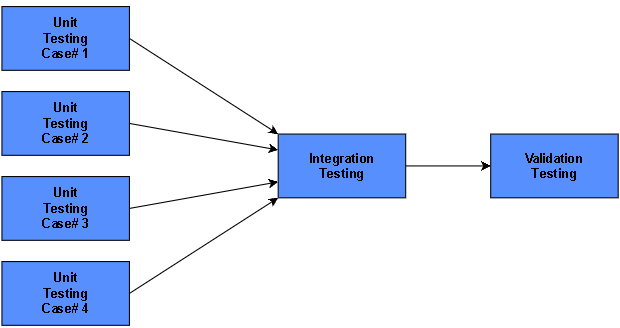 Unit
Testing
Case# 1
Unit
Testing
Case# 2
Unit
Testing
Case# 3
Unit
Testing
Case# 4
Integration
Testing
Validation
Testing